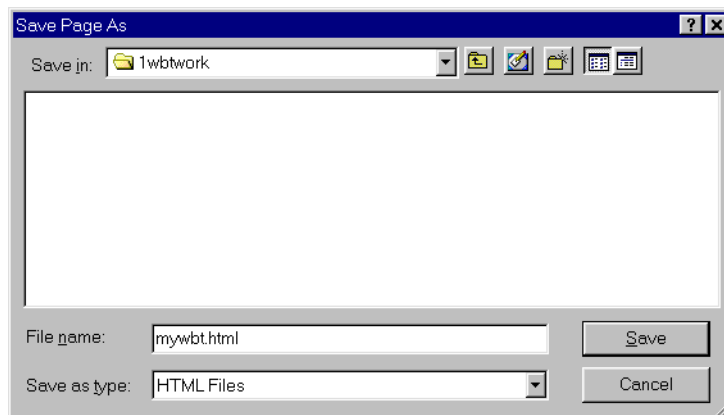 Save Page As
Save in: 1wbtwork
File name: mywbt.html Save
Save as type: HTML Files Cancel